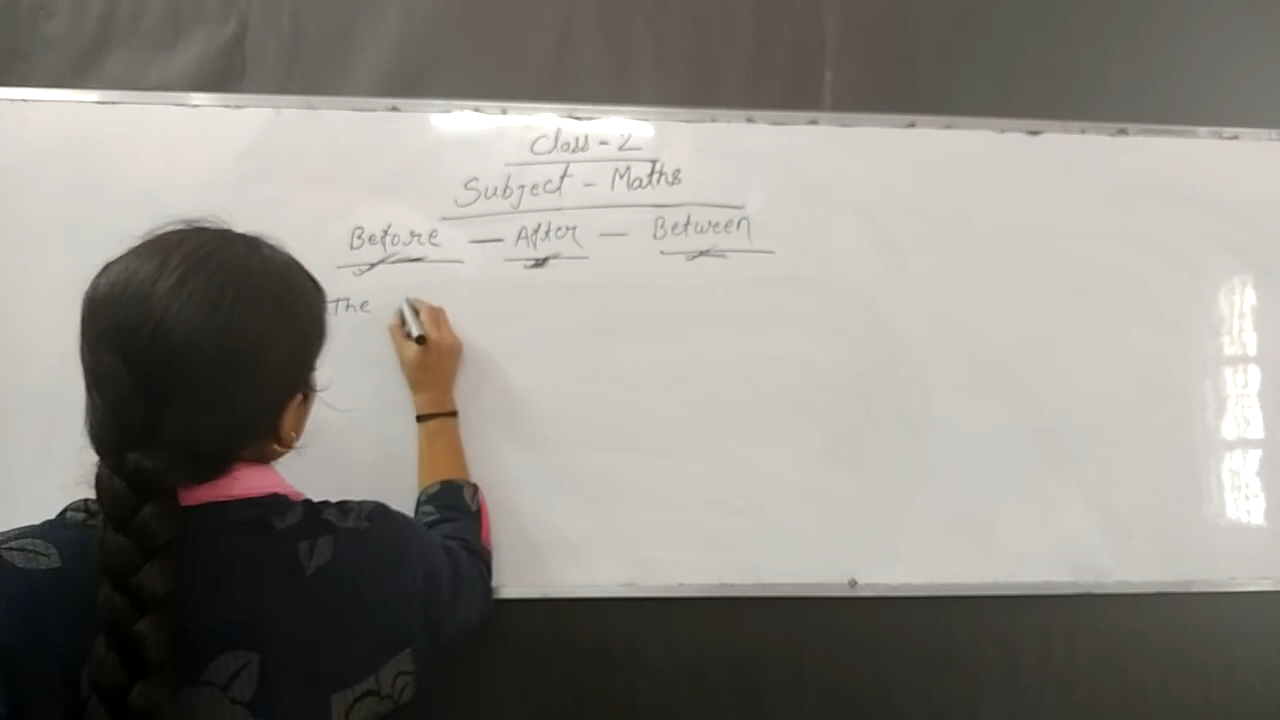 Class - 2
Subject - Maths
Before — After — Between
The